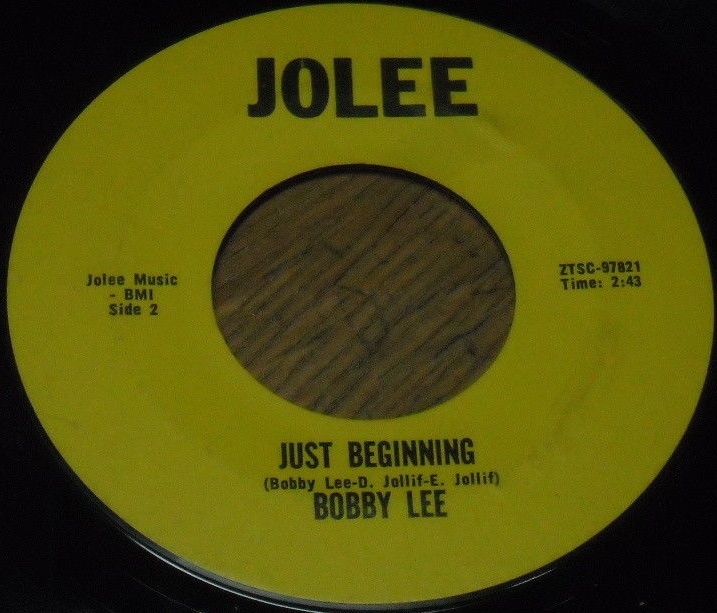 JOLEE
Jolee Music
- BMI
Side 2
ZTSC-97821
Time: 2:43
JUST BEGINNING
(Bobby Lee-D. Jollif-E. Jollif)
BOBBY LEE